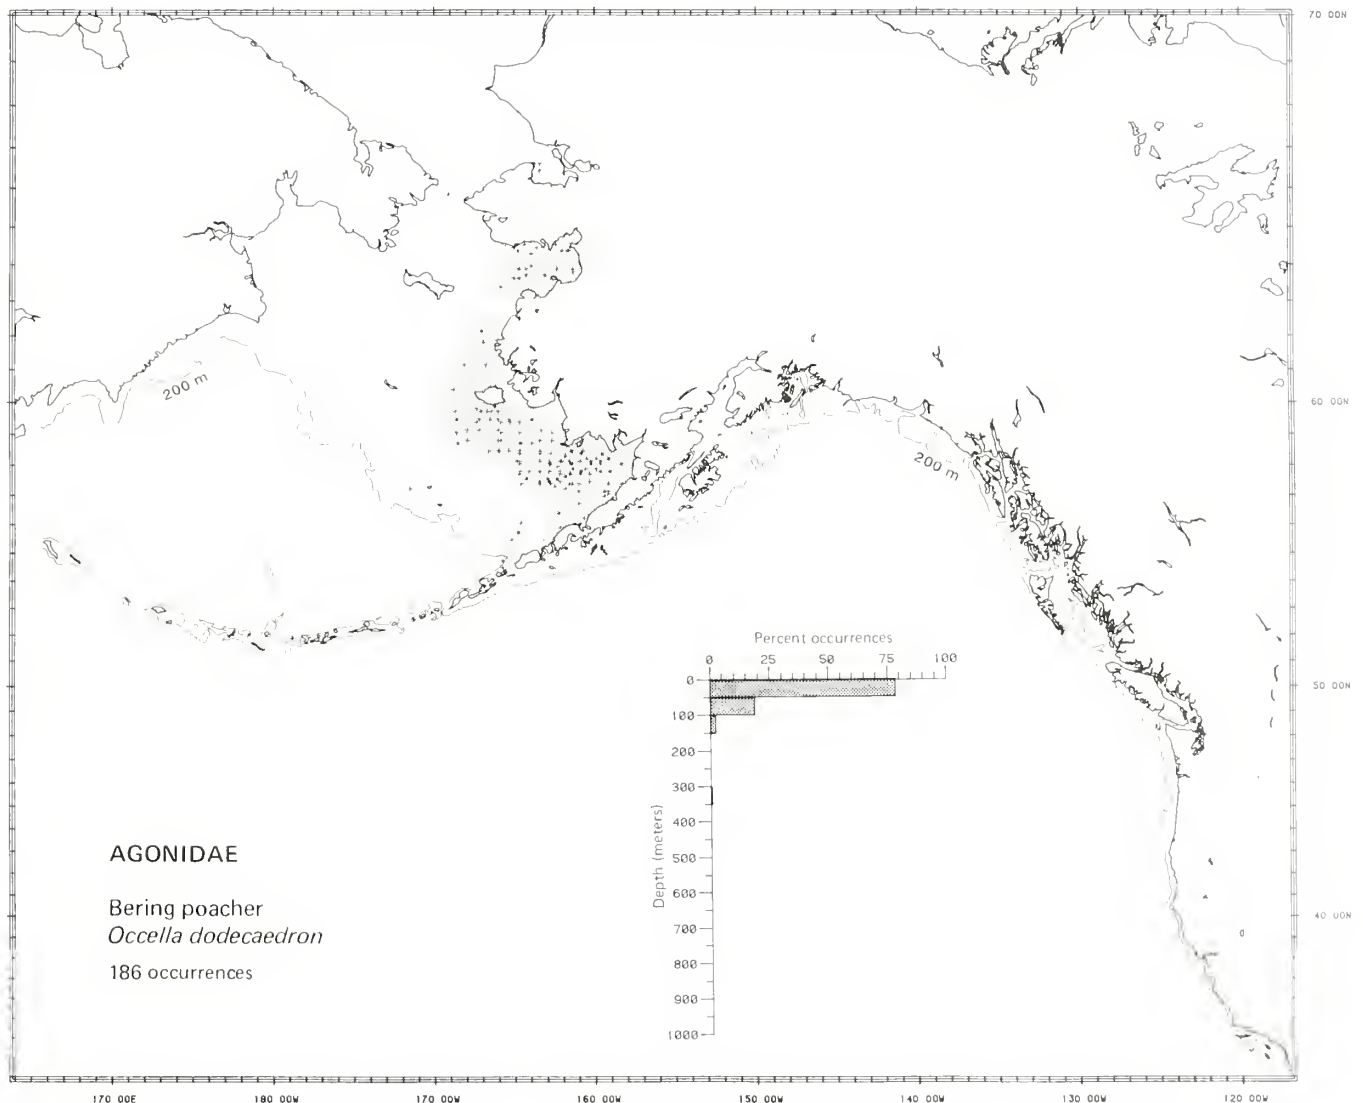 70 00N
200 m
60 00N
200 m
Percent occurrences
0 25 50 75 100
50 00N
0
100
200
300
400
500
600
700
800
900
1000
Depth (meters)
AGONIDAE
Bering poacher
Occella dodecaedron
186 occurrences
40 00N
170 00E 180 00W 170 00W 160 00W 150 00W 140 00W 130 00W 120 00W